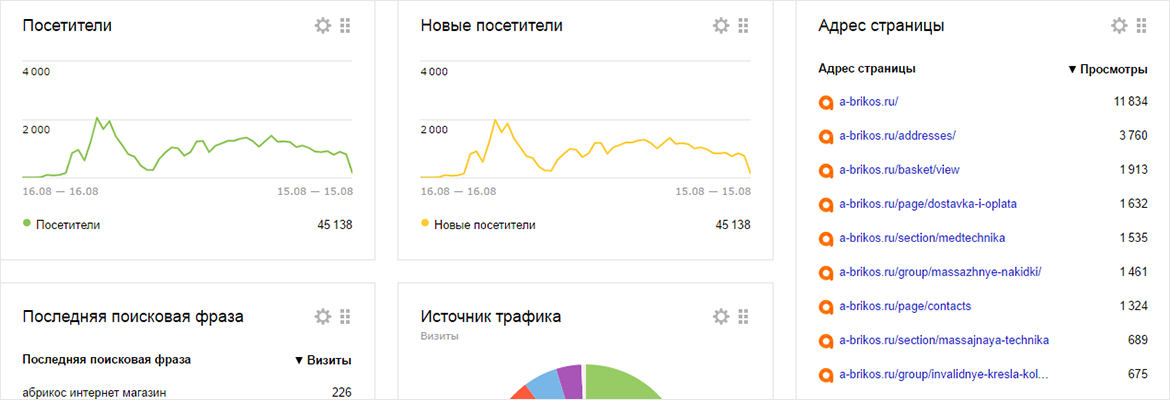 Посетители
4 000
2 000
16.08 — 16.08 15.08 — 15.08
Посетители 45 138
Новые посетители
4 000
2 000
16.08 — 16.08 15.08 — 15.08
Новые посетители 45 138
Адрес страницы
Адрес страницы ▼ Просмотры
a-brikos.ru/ 11 834
a-brikos.ru/addresses/ 3 760
a-brikos.ru/basket/view 1 913
a-brikos.ru/page/dostavka-i-oplata 1 632
a-brikos.ru/section/medtechnika 1 535
a-brikos.ru/group/massazhnye-nakidki/ 1 461
a-brikos.ru/page/contacts 1 324
a-brikos.ru/section/massajnaya-technika 689
a-brikos.ru/group/invalidnye-kresla-kol... 675
Последняя поисковая фраза
Последняя поисковая фраза ▼ Визиты
абрикос интернет магазин 226
Источник трафика
Визиты